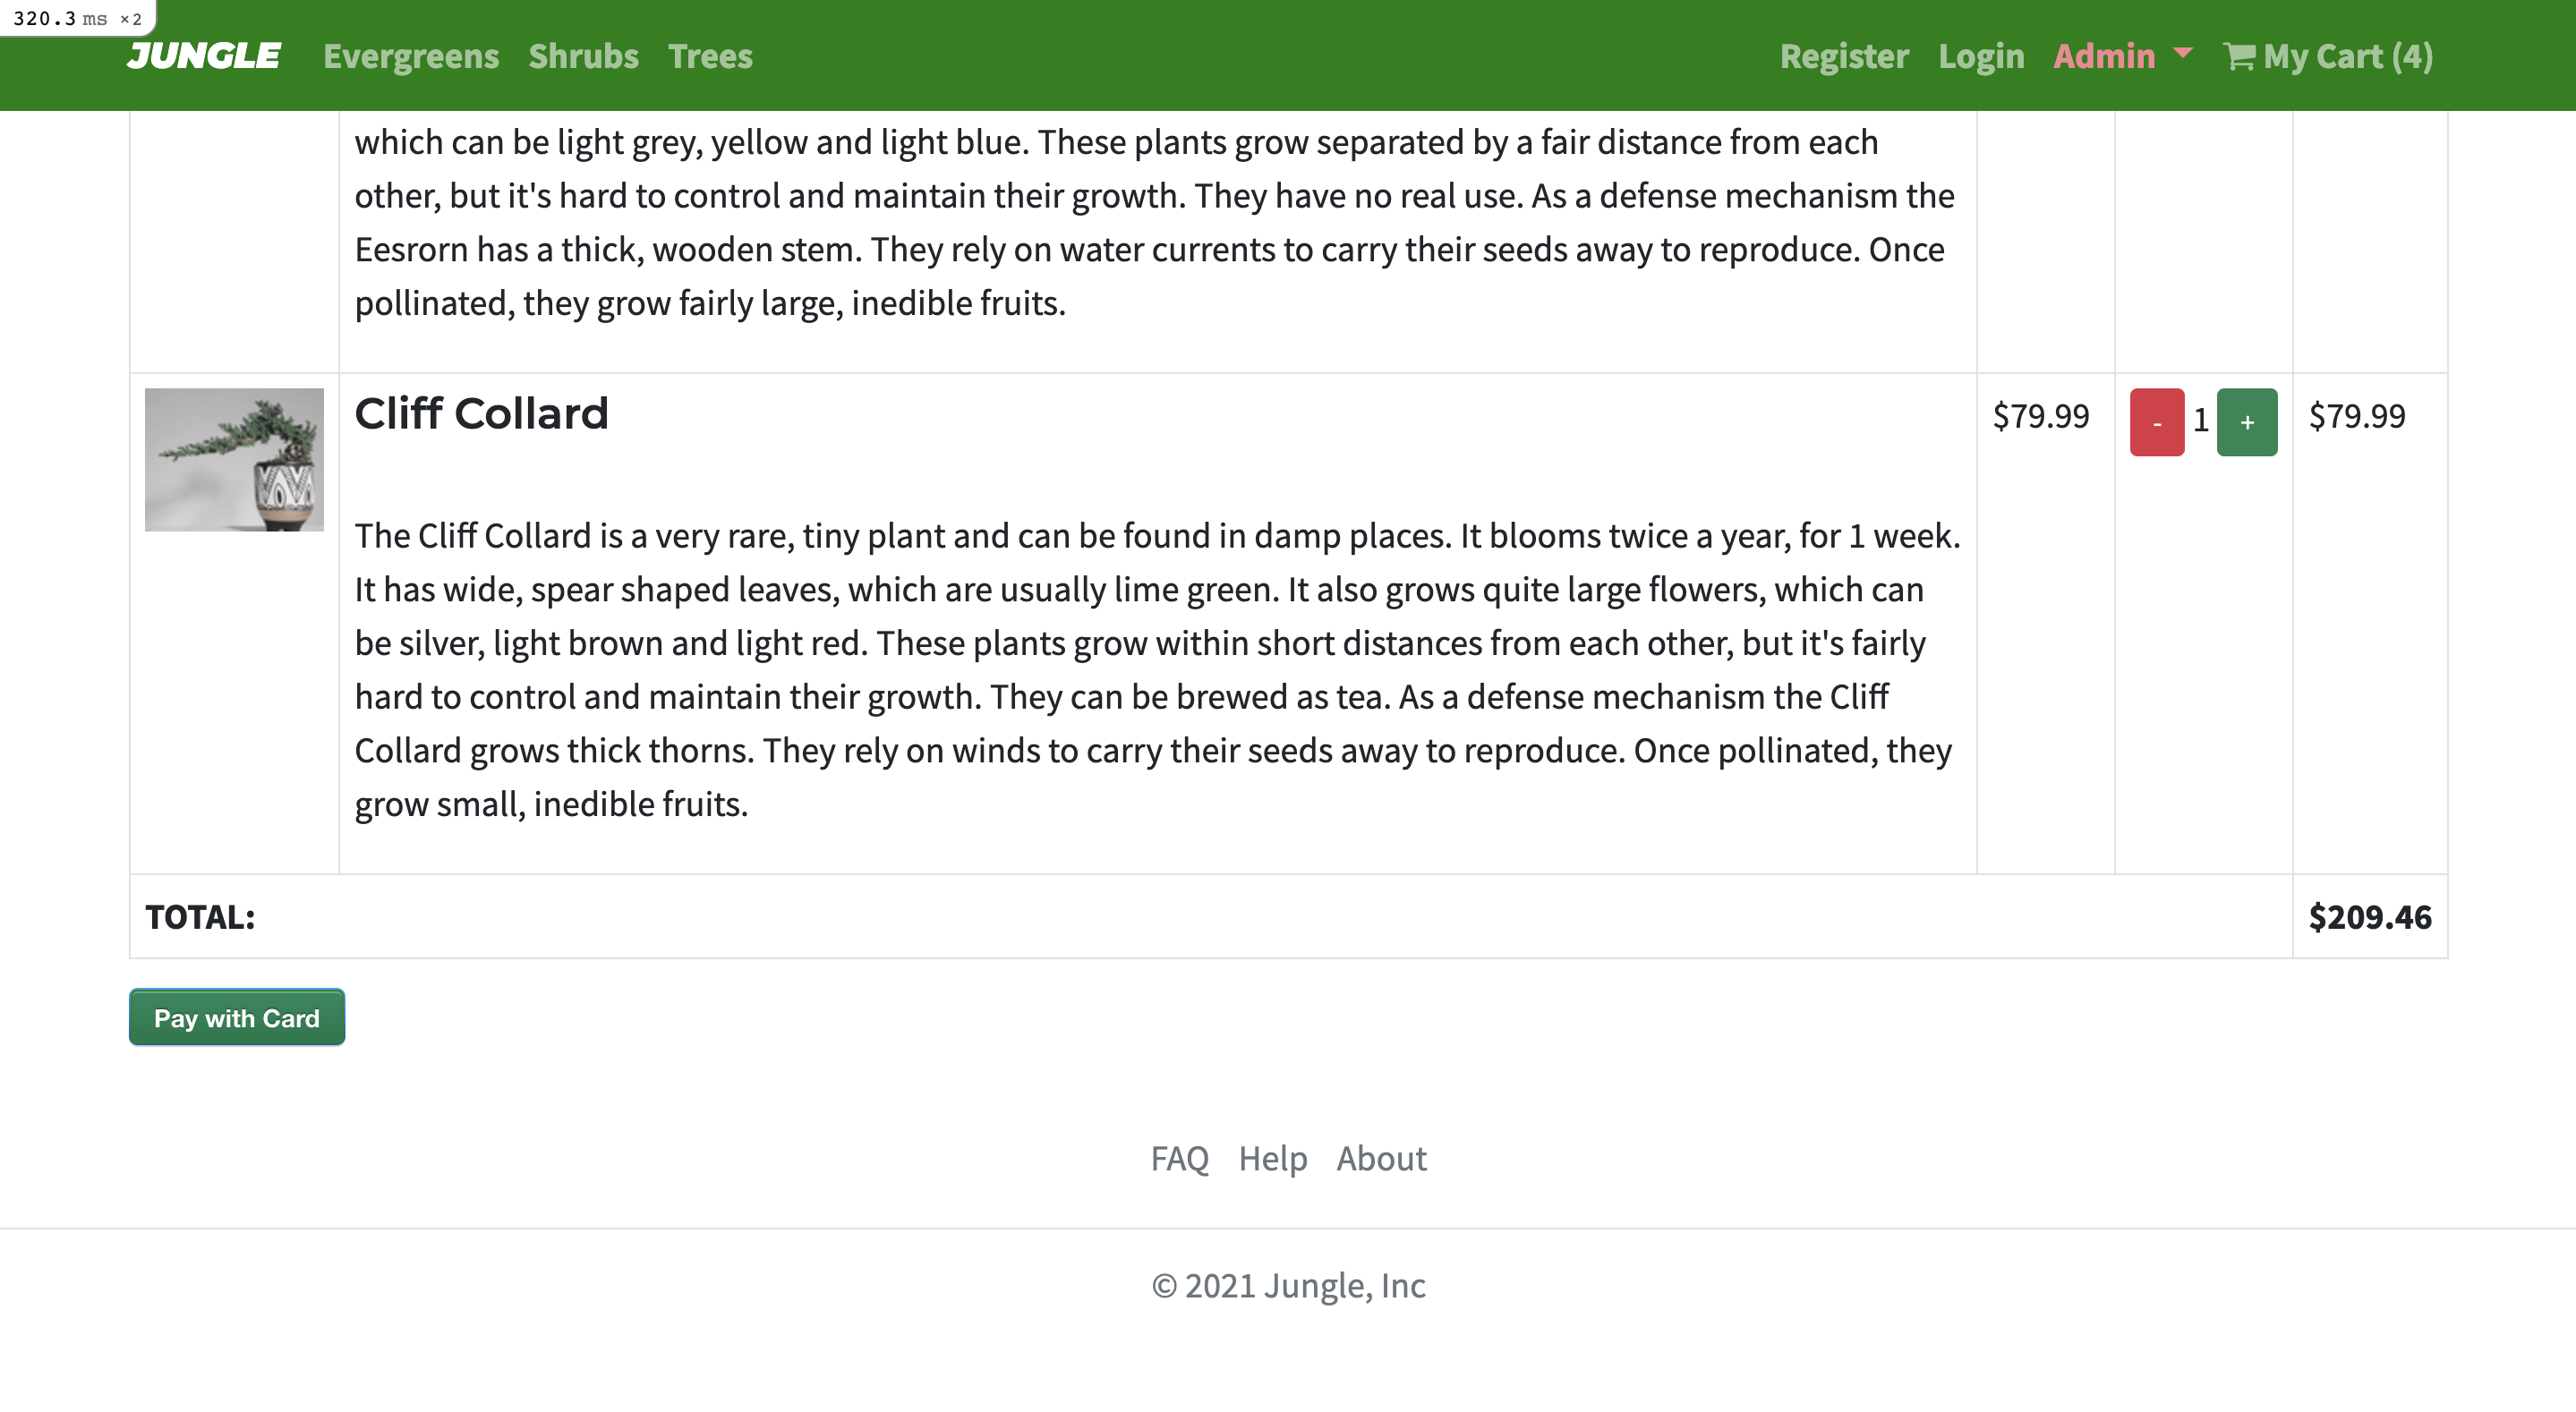 320.3 ms ×2
JUNGLE Evergreens Shrubs Trees Register Login Admin My Cart (4)
which can be light grey, yellow and light blue. These plants grow separated by a fair distance from each
other, but it's hard to control and maintain their growth. They have no real use. As a defense mechanism the
Eesrorn has a thick, wooden stem. They rely on water currents to carry their seeds away to reproduce. Once
pollinated, they grow fairly large, inedible fruits.
Cliff Collard $79.99 - 1 + $79.99
The Cliff Collard is a very rare, tiny plant and can be found in damp places. It blooms twice a year, for 1 week.
It has wide, spear shaped leaves, which are usually lime green. It also grows quite large flowers, which can
be silver, light brown and light red. These plants grow within short distances from each other, but it's fairly
hard to control and maintain their growth. They can be brewed as tea. As a defense mechanism the Cliff
Collard grows thick thorns. They rely on winds to carry their seeds away to reproduce. Once pollinated, they
grow small, inedible fruits.
TOTAL: $209.46
Pay with Card
FAQ Help About
© 2021 Jungle, Inc